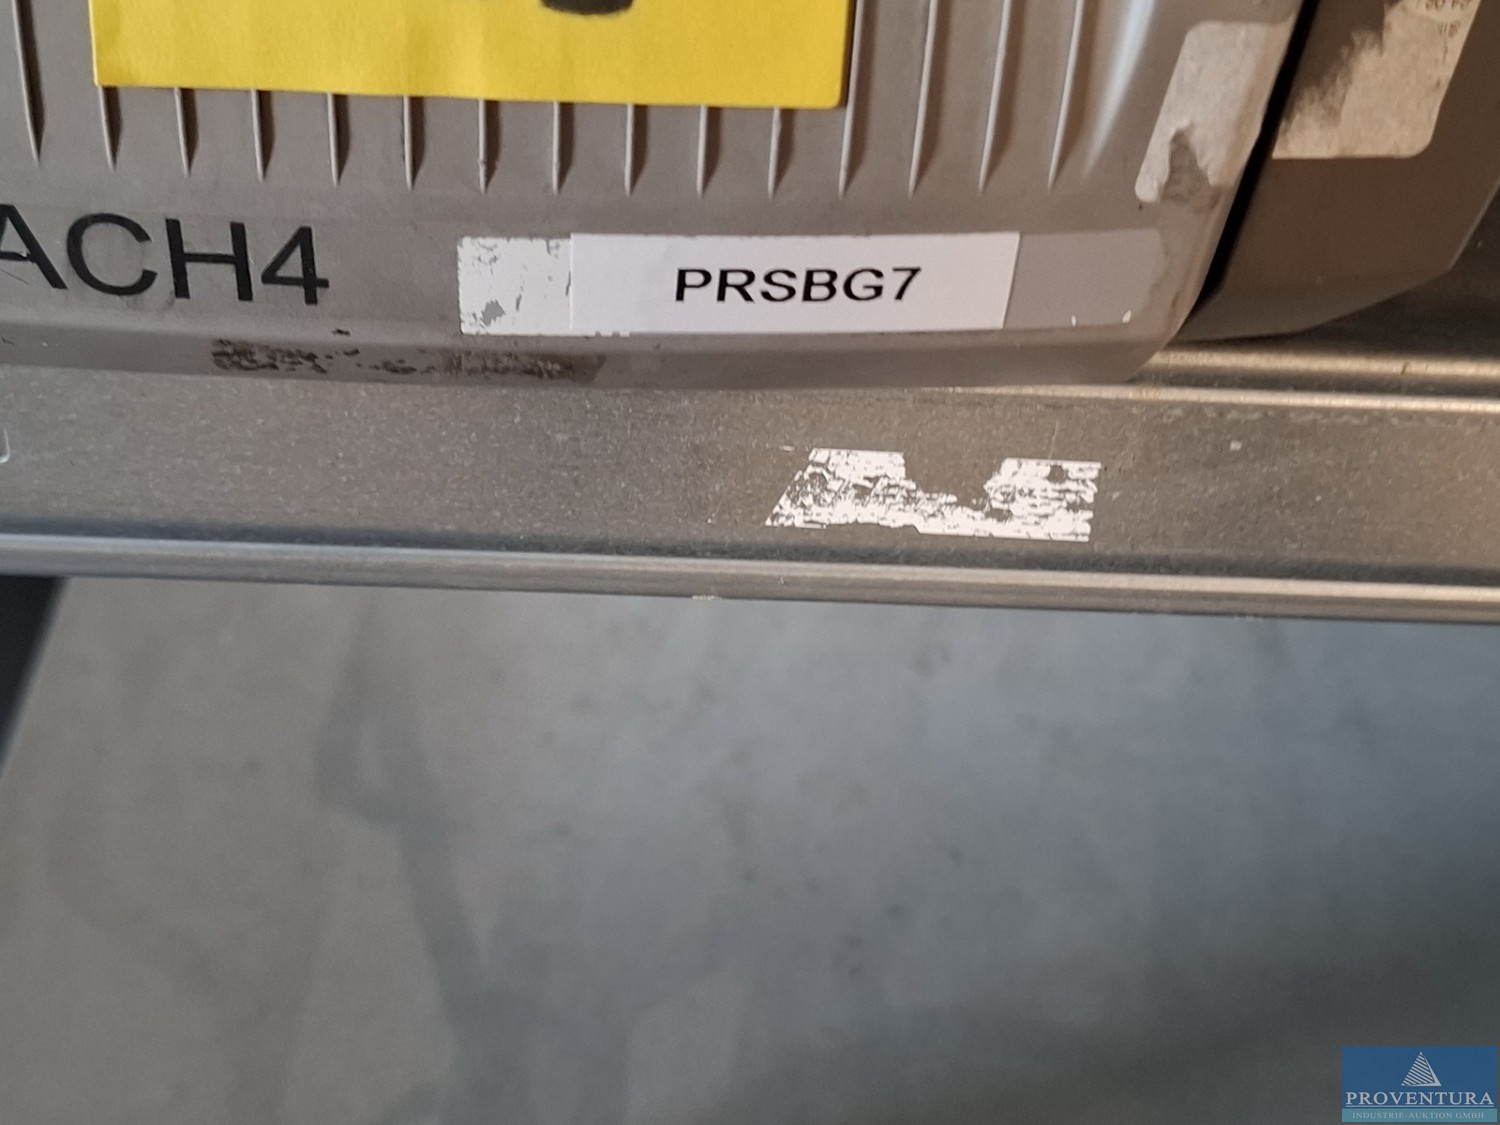 ACH4
PRSBG7
PROVENTURA
INDUSTRIE-AUKTION GMBH